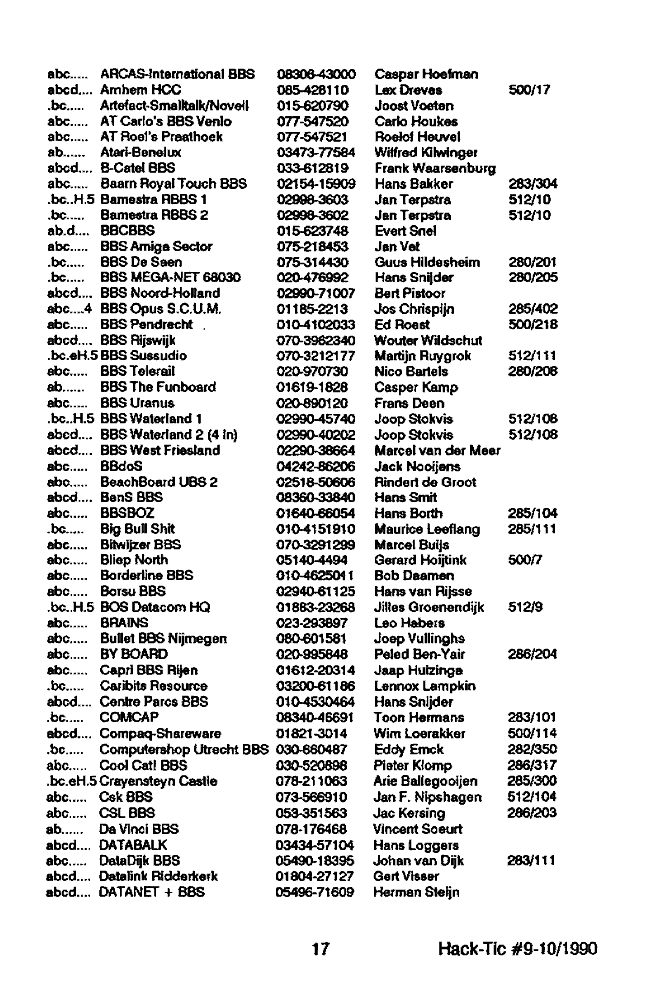 abc..... ARCAS-International BBS 08306-43000 Caspar Hoefman
abcd.... Arnhem HCC 085-428110 Lex Dreves 500/17
.bc..... Artefact-Smalltalk/Novell 015-620790 Joost Voeten
abc..... AT Carlo's BBS Venlo 077-547520 Carlo Houkes
abc..... AT Roel's Praathoek 077-547521 Roelof Heuvel
ab...... Atari-Benelux 03473-77584 Wilfred Kilwinger
abcd.... B-Catel BBS 033-612819 Frank Waarsenburg
abc..... Baarn Royal Touch BBS 02154-15909 Hans Bakker 283/304
.bc..H.5 Bamestra RBBS 1 02998-3603 Jan Terpstra 512/10
.bc..... Bamestra RBBS 2 02998-3602 Jan Terpstra 512/10
ab.d.... BBCBBS 015-623748 Evert Snel
abc..... BBS Amiga Sector 075-218453 Jan Vet
.bc..... BBS De Saen 075-314430 Guus Hildesheim 280/201
.bc..... BBS MEGA-NET 68030 020-476992 Hans Snijder 280/205
abcd.... BBS Noord-Holland 02990-71007 Bert Pistoor
abc....4 BBS Opus S.C.U.M. 01185-2213 Jos Chrispijn 285/402
abc..... BBS Pendrecht 010-4102033 Ed Roest 500/218
abcd.... BBS Rijswijk 070-3962340 Wouter Wildschut
.bc.eH.5 BBS Sussudio 070-3212177 Martijn Ruygrok 512/111
abc..... BBS Telerail 020-970730 Nico Bartels 280/206
ab...... BBS The Funboard 01619-1828 Casper Kamp
abc..... BBS Uranus 020-890120 Frans Deen
.bc..H.5 BBS Waterland 1 02990-45740 Joop Stokvis 512/106
abcd.... BBS Waterland 2 (4 in) 02990-40202 Joop Stokvis 512/108
abcd.... BBS West Friesland 02290-38664 Marcel van der Meer
abc..... BBdoS 04242-86206 Jack Nooijens
abc..... BeachBoard UBS 2 02518-50606 Rindert de Groot
abcd.... BenS BBS 08360-33840 Hans Smit
abc..... BBSBOZ 01640-66054 Hans Borth 285/104
.bc..... Big Bull Shit 010-4151910 Maurice Leeflang 285/111
abc..... Bitwijzer BBS 070-3291299 Marcel Buijs
abc..... Bliep North 05140-4494 Gerard Hoijtink 500/7
abc..... Borderline BBS 010-4625041 Bob Daamen
abc..... Borsu BBS 02940-61125 Hans van Rijsse
.bc..H.5 BOS Datacom HQ 01883-23268 Jilles Groenendijk 512/9
abc..... BRAINS 023-293897 Leo Habers
abc..... Bullet BBS Nijmegen 080-601581 Joep Vullinghs
abc..... BY BOARD 020-995848 Peled Ben-Yair 286/204
abc..... Capri BBS Rijen 01612-20314 Jaap Huizinga
.bc..... Caribits Resource 03200-61186 Lennox Lampkin
abcd.... Centre Parcs BBS 010-4530464 Hans Snijder
.bc..... COMCAP 08340-46691 Toon Hermans 283/101
abcd.... Compaq-Shareware 01821-3014 Wim Loerakker 500/114
.bc..... Computershop Utrecht BBS 030-660487 Eddy Emck 282/350
abc..... Cool Cat! BBS 030-520898 Pieter Klomp 286/317
.bc.eH.5 Crayensteyn Castle 078-211063 Arie Ballegooijen 285/300
abc..... Csk BBS 073-566910 Jan F. Nipshagen 512/104
abc..... CSL BBS 053-351563 Jac Kersing 286/203
ab...... Da Vinci BBS 078-176468 Vincent Soeurt
abcd.... DATABALK 03434-57104 Hans Loggers
abc..... DataDijk BBS 05490-18395 Johan van Dijk 283/111
abcd.... Datalink Ridderkerk 01804-27127 Gert Visser
abcd.... DATANET + BBS 05496-71609 Herman Steijn
17 Hack-Tic #9-10/1990